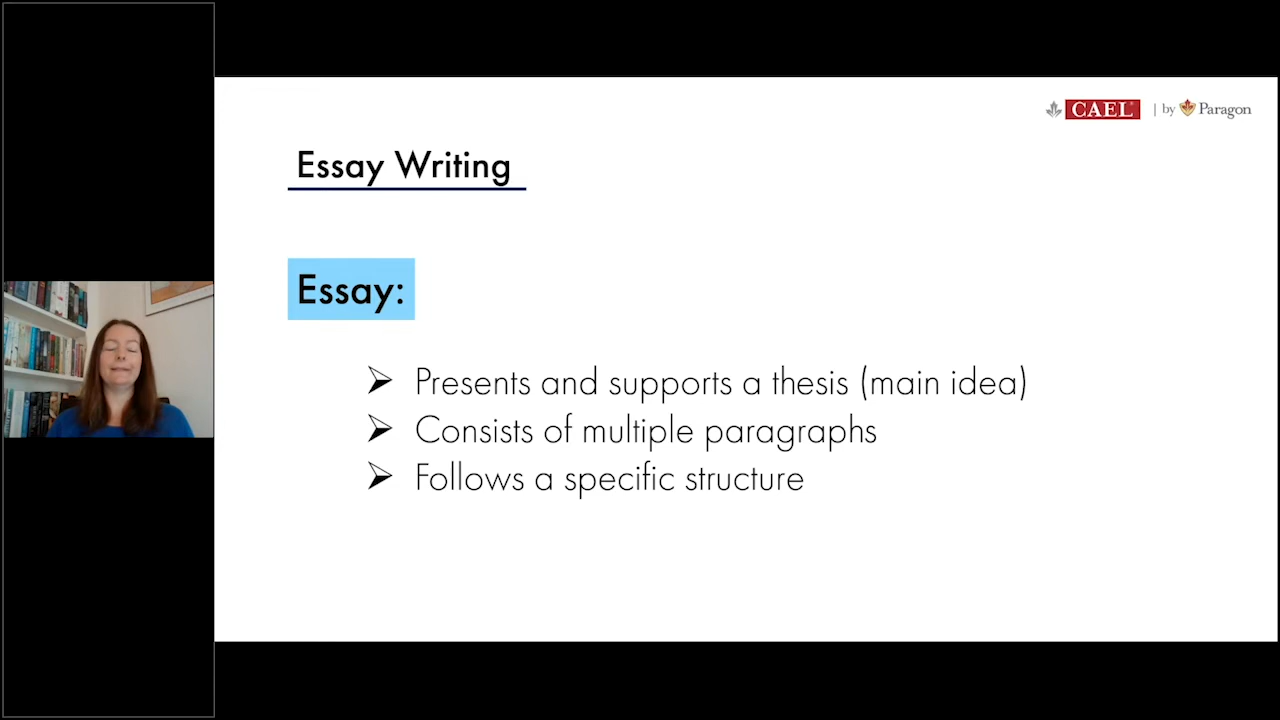 CAEL | by Paragon
Essay Writing
Essay:
Presents and supports a thesis (main idea)
Consists of multiple paragraphs
Follows a specific structure